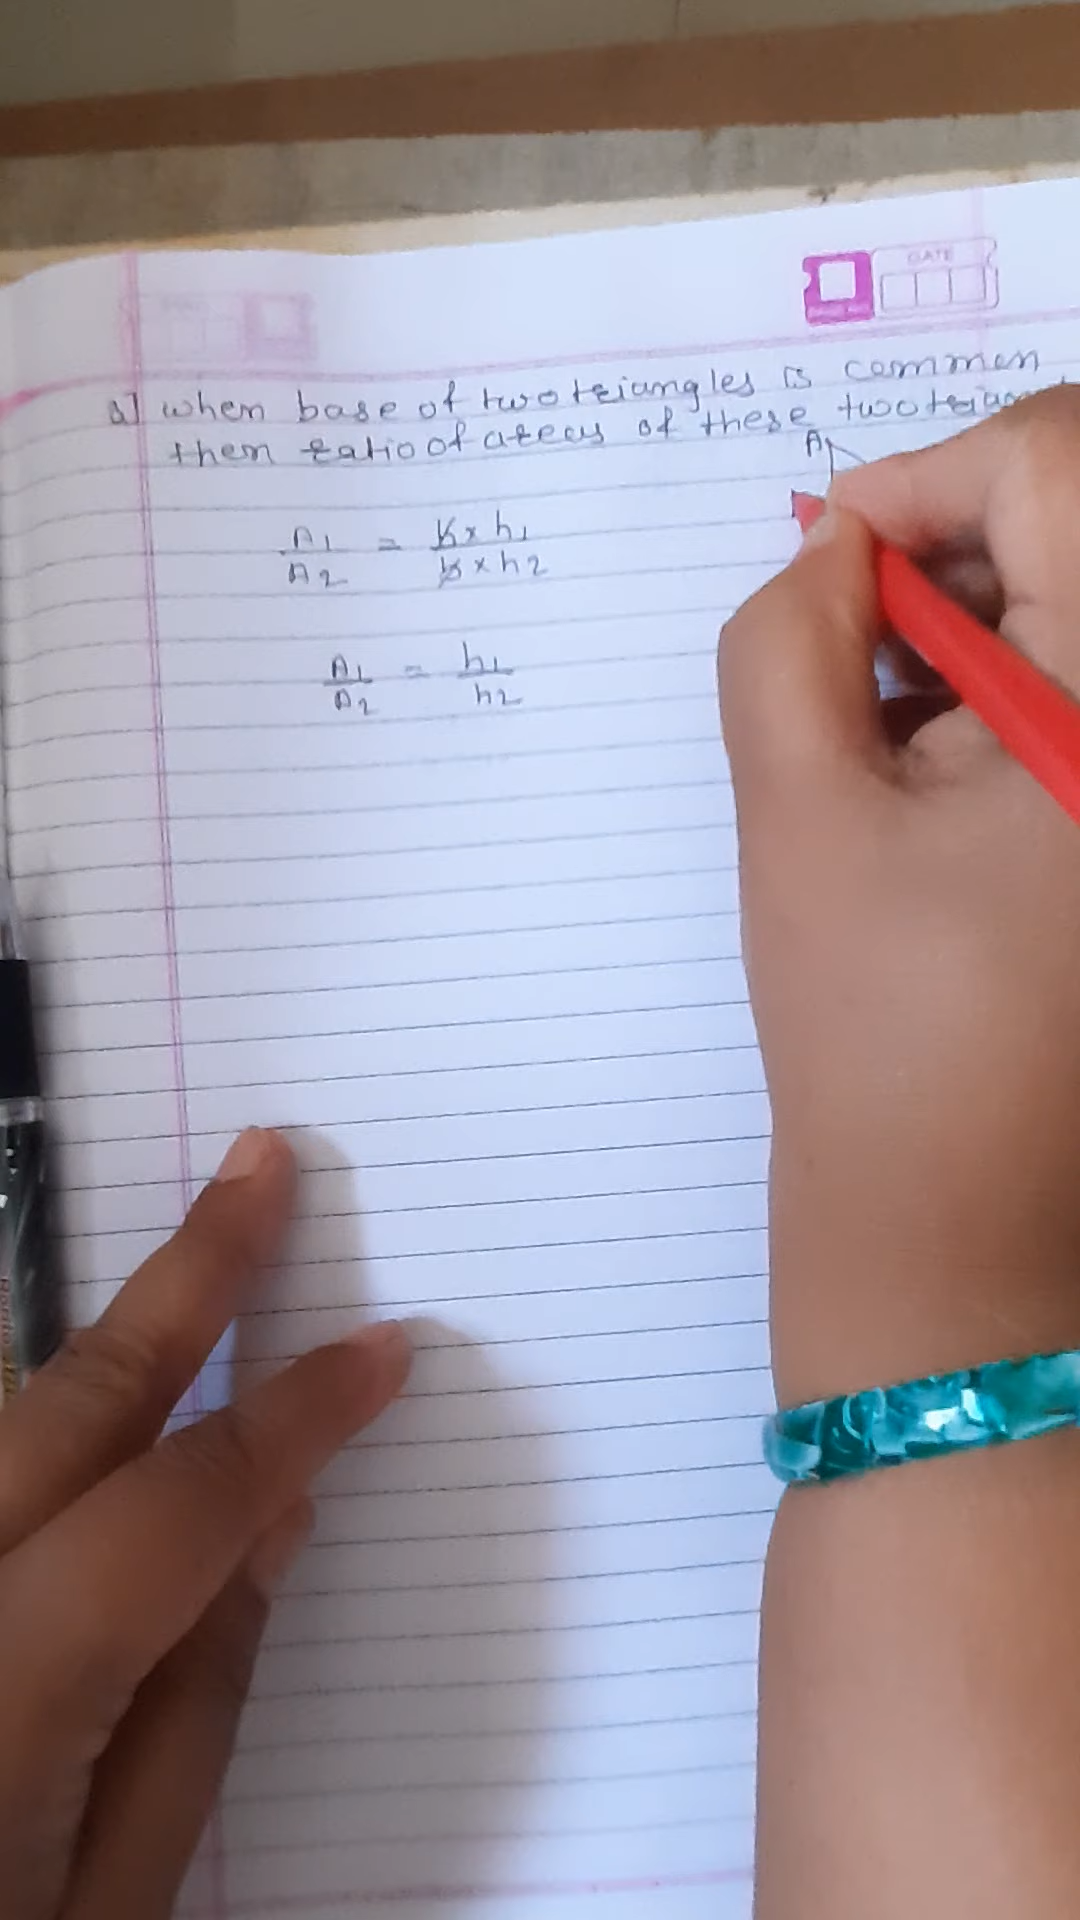 DATE
a] when base of two triangles is common
then ratio of areas of these two
A
A1 = b x h1
A2 b x h2
A1 = h1
A2 h2